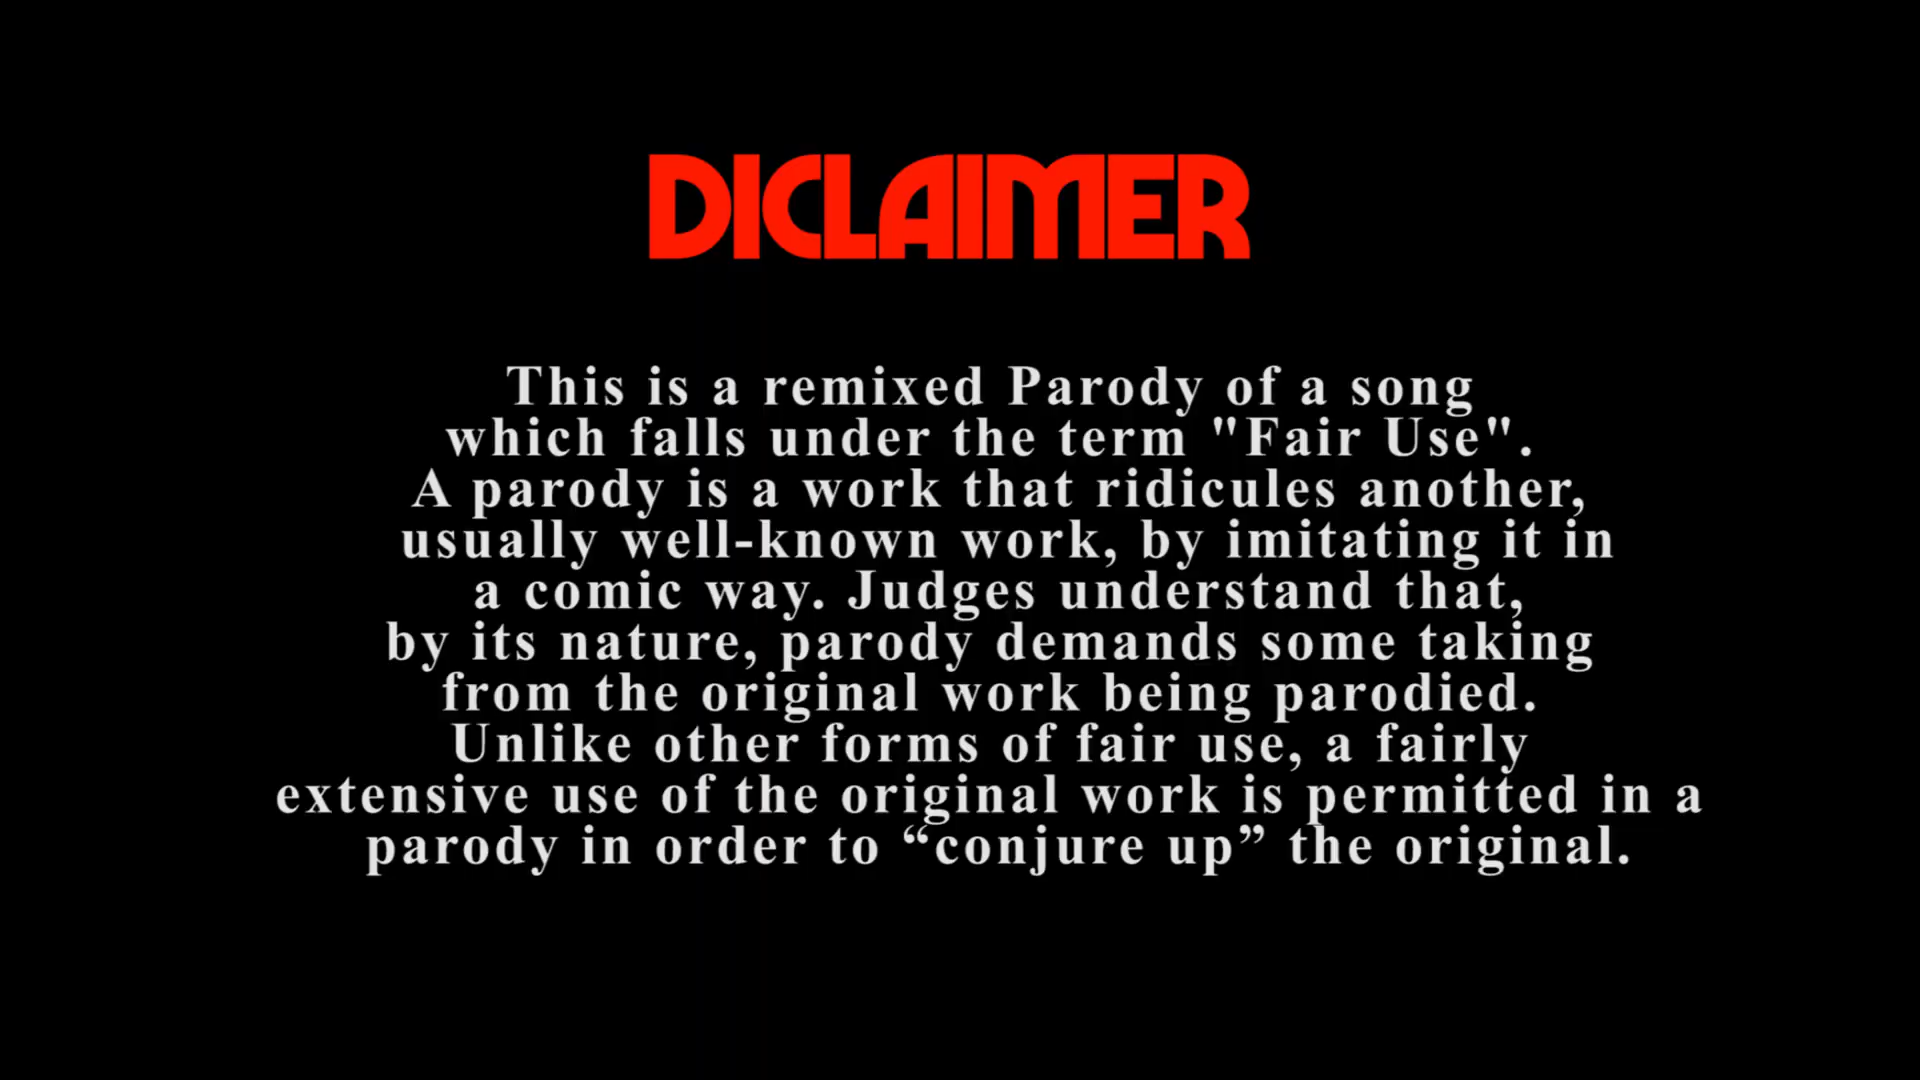 DICLAIMER
This is a remixed Parody of a song
which falls under the term "Fair Use".
A parody is a work that ridicules another,
usually well-known work, by imitating it in
a comic way. Judges understand that,
by its nature, parody demands some taking
from the original work being parodied.
Unlike other forms of fair use, a fairly
extensive use of the original work is permitted in a
parody in order to “conjure up” the original.